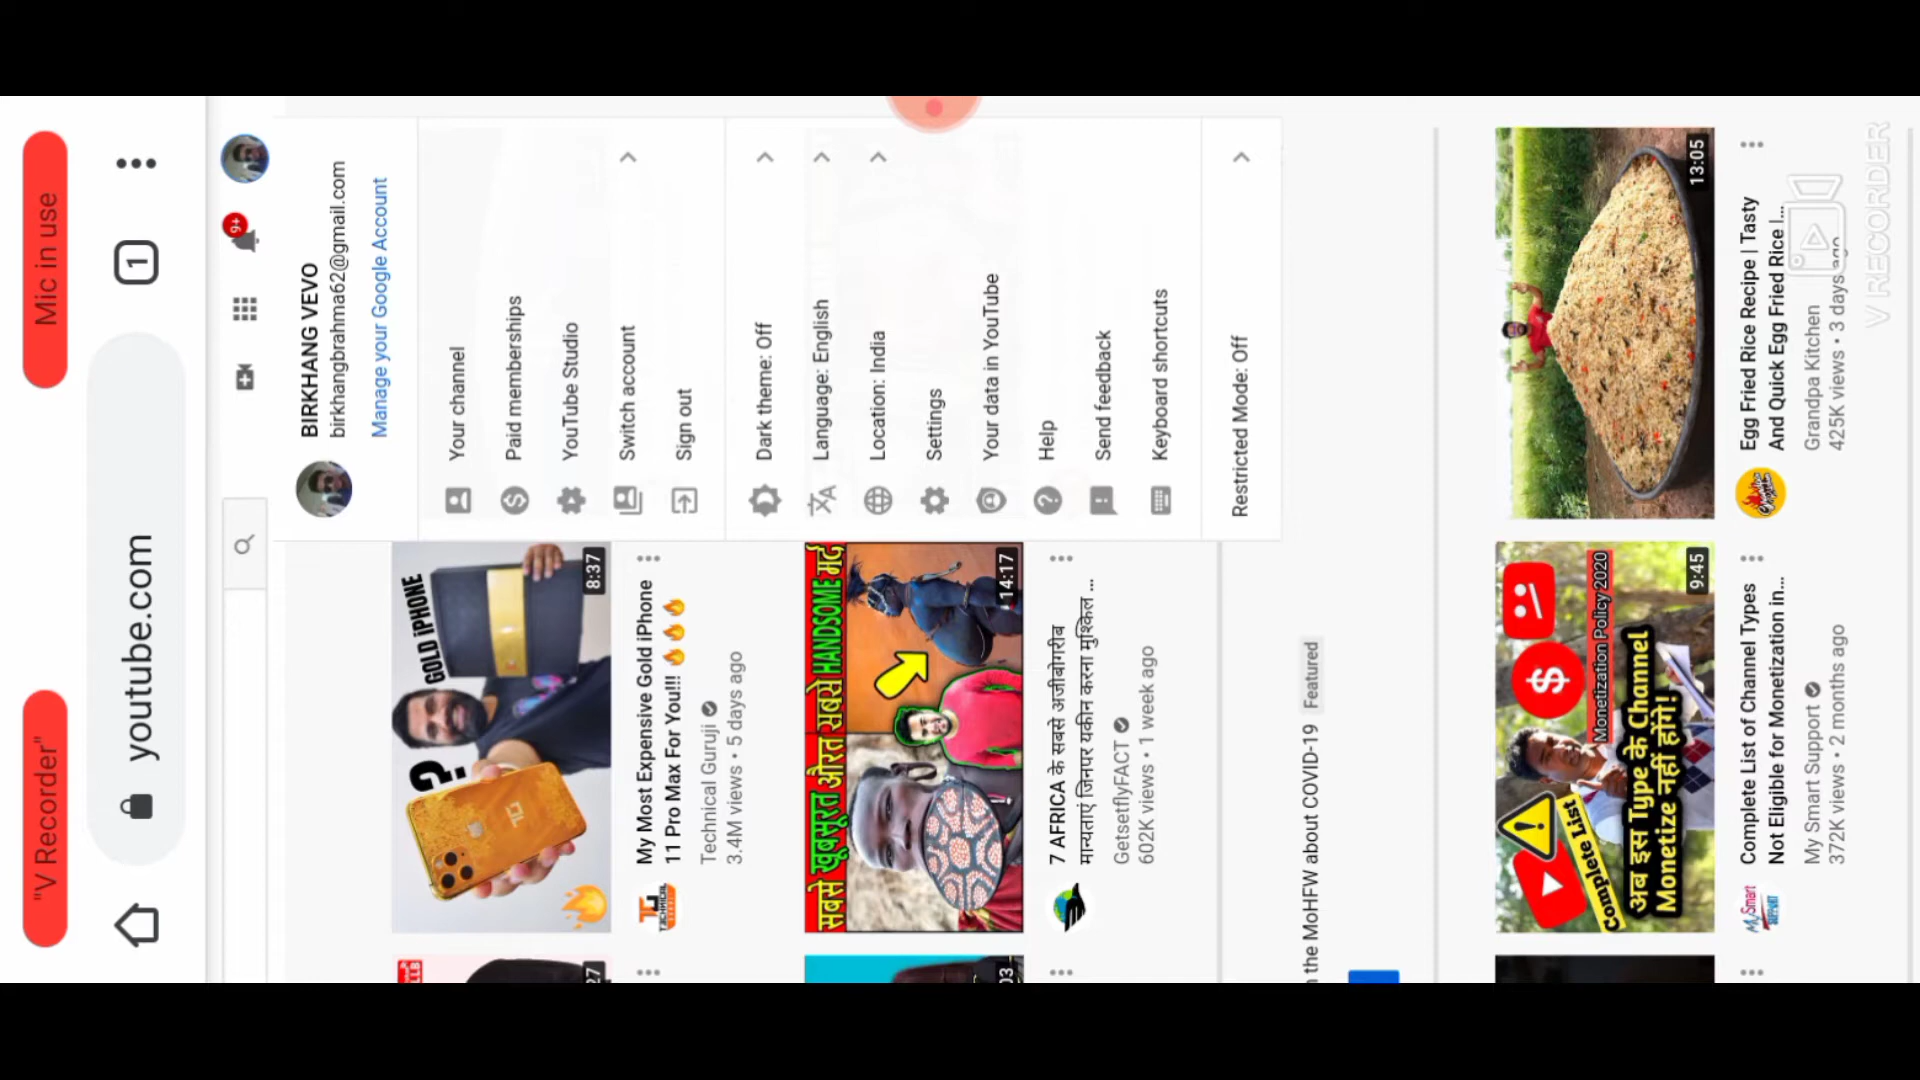 "V Recorder"
Mic in use
youtube.com
1
9+
BIRKHANG VEVO
birkhangbrahma62@gmail.com
Manage your Google Account
Your channel
Paid memberships
YouTube Studio
Switch account
Sign out
Dark theme: Off
Language: English
Location: India
Settings
Your data in YouTube
Help
Send feedback
Keyboard shortcuts
Restricted Mode: Off
GOLD iPHONE
?
8:37
My Most Expensive Gold iPhone
11 Pro Max For You!!! 🔥🔥🔥
Technical Guruji
3.4M views • 5 days ago
सबसे खूबसूरत औरत सबसे HANDSOME मर्द
14:17
7 AFRICA के सबसे अजीबोगरीब
मान्यताएं जिनपर यकीन करना मुश्किल ...
GetsetflyFACT
602K views • 1 week ago
27
03
n the MoHFW about COVID-19 Featured
Complete List
Monetization Policy 2020
अब इस Type के Channel
Monetize नहीं होंगे!
9:45
Complete List of Channel Types
Not Eligible for Monetization in...
My Smart Support
372K views • 2 months ago
13:05
Egg Fried Rice Recipe | Tasty
And Quick Egg Fried Rice |...
Grandpa Kitchen
425K views • 3 days ago
V RECORDER